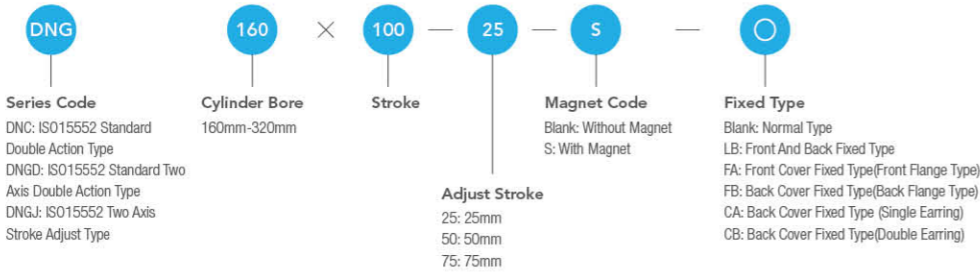 DNG 160 × 100 — 25 — S — ○
Series Code
DNC: ISO15552 Standard
Double Action Type
DNGD: ISO15552 Standard Two
Axis Double Action Type
DNGJ: ISO15552 Two Axis
Stroke Adjust Type
Cylinder Bore
160mm-320mm
Stroke
Adjust Stroke
25: 25mm
50: 50mm
75: 75mm
Magnet Code
Blank: Without Magnet
S: With Magnet
Fixed Type
Blank: Normal Type
LB: Front And Back Fixed Type
FA: Front Cover Fixed Type(Front Flange Type)
FB: Back Cover Fixed Type(Back Flange Type)
CA: Back Cover Fixed Type (Single Earring)
CB: Back Cover Fixed Type(Double Earring)